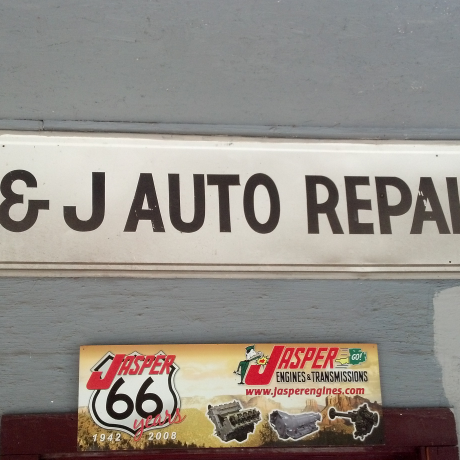 & J AUTO REPAI
JASPER
66
years
1942 2008
JASPER
GO!
ENGINES & TRANSMISSIONS
www.jasperengines.com